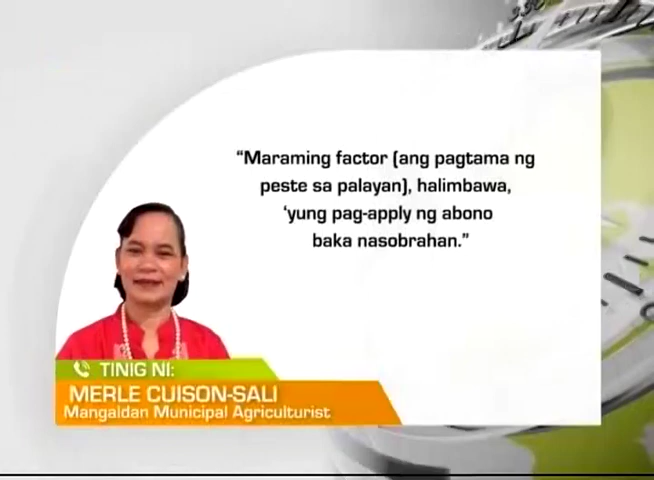 “Maraming factor (ang pagtama ng
peste sa palayan), halimbawa,
‘yung pag-apply ng abono
baka nasobrahan.”
TINIG NI:
MERLE CUISON-SALI
Mangaldan Municipal Agriculturist